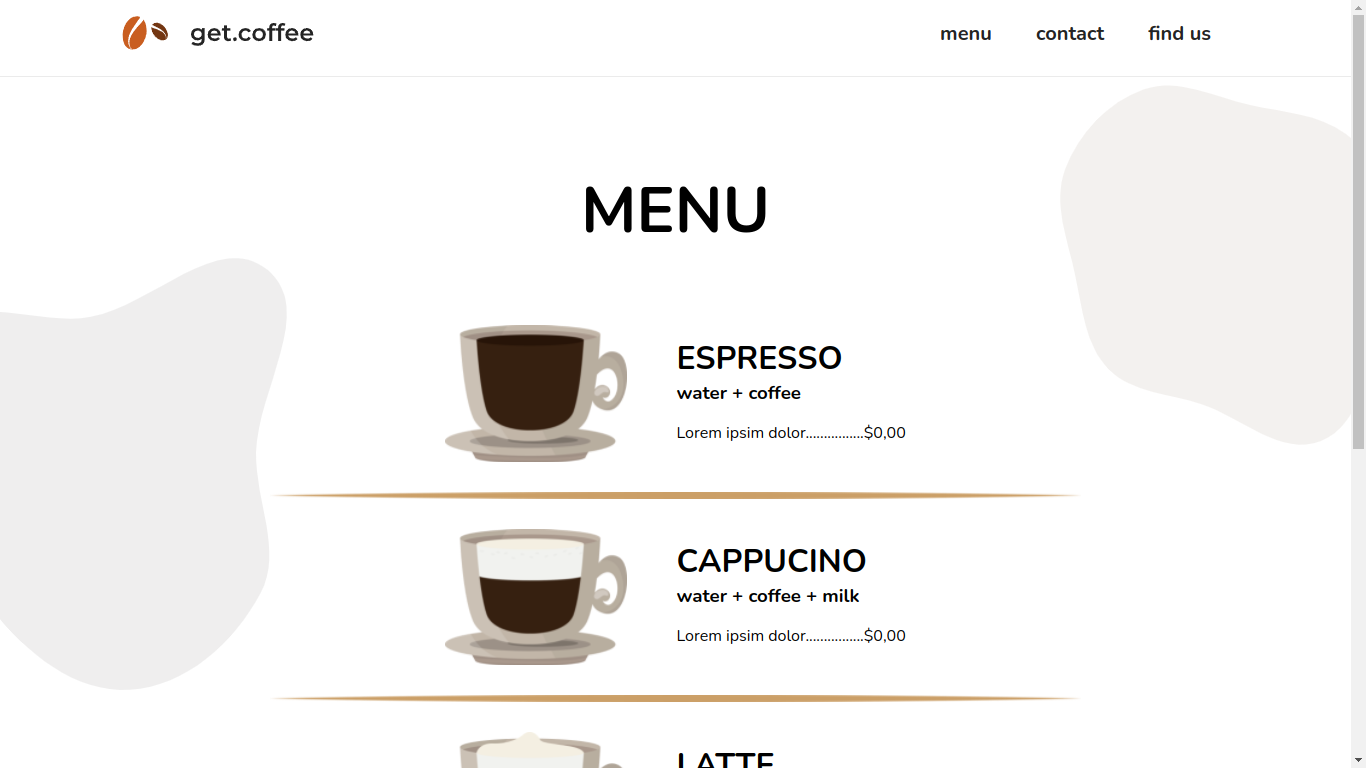 get.coffee
menu contact find us
MENU
ESPRESSO
water + coffee
Lorem ipsim dolor................$0,00
CAPPUCINO
water + coffee + milk
Lorem ipsim dolor................$0,00
LATTE